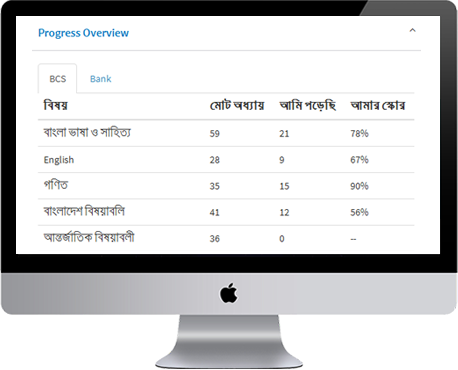 Progress Overview
BCS Bank
বিষয় মোট অধ্যায় আমি পড়েছি আমার স্কোর
বাংলা ভাষা ও সাহিত্য 59 21 78%
English 28 9 67%
গণিত 35 15 90%
বাংলাদেশ বিষয়াবলি 41 12 56%
আন্তর্জাতিক বিষয়াবলী 36 0 --